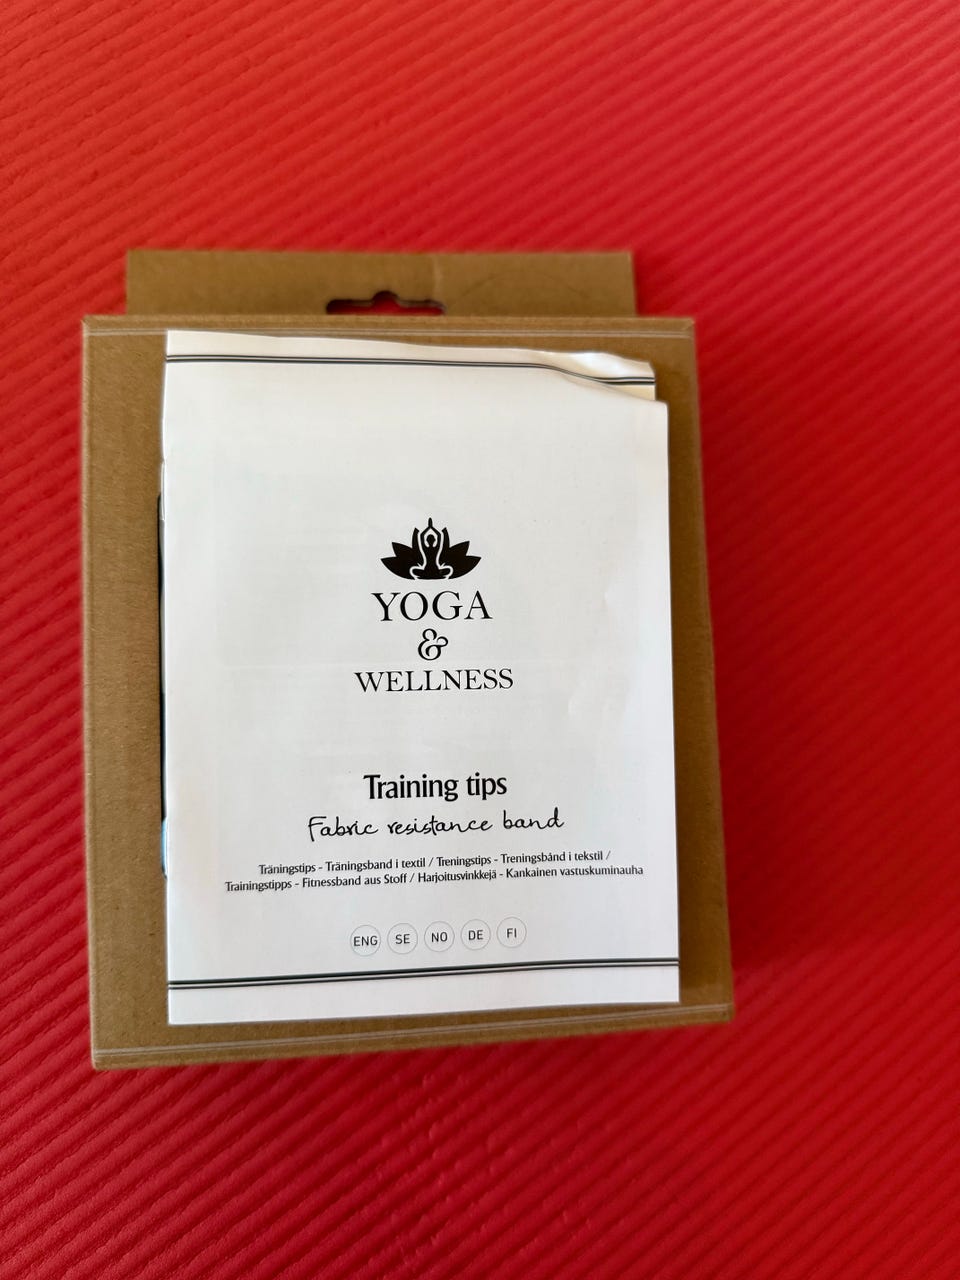 YOGA
&
WELLNESS
Training tips
Fabric resistance band
Träningstips - Träningsband i textil / Treningstips - Treningsbånd i tekstil /
Trainingstipps - Fitnessband aus Stoff / Harjoitusvinkkejä - Kankainen vastuskuminauha
ENG SE NO DE FI